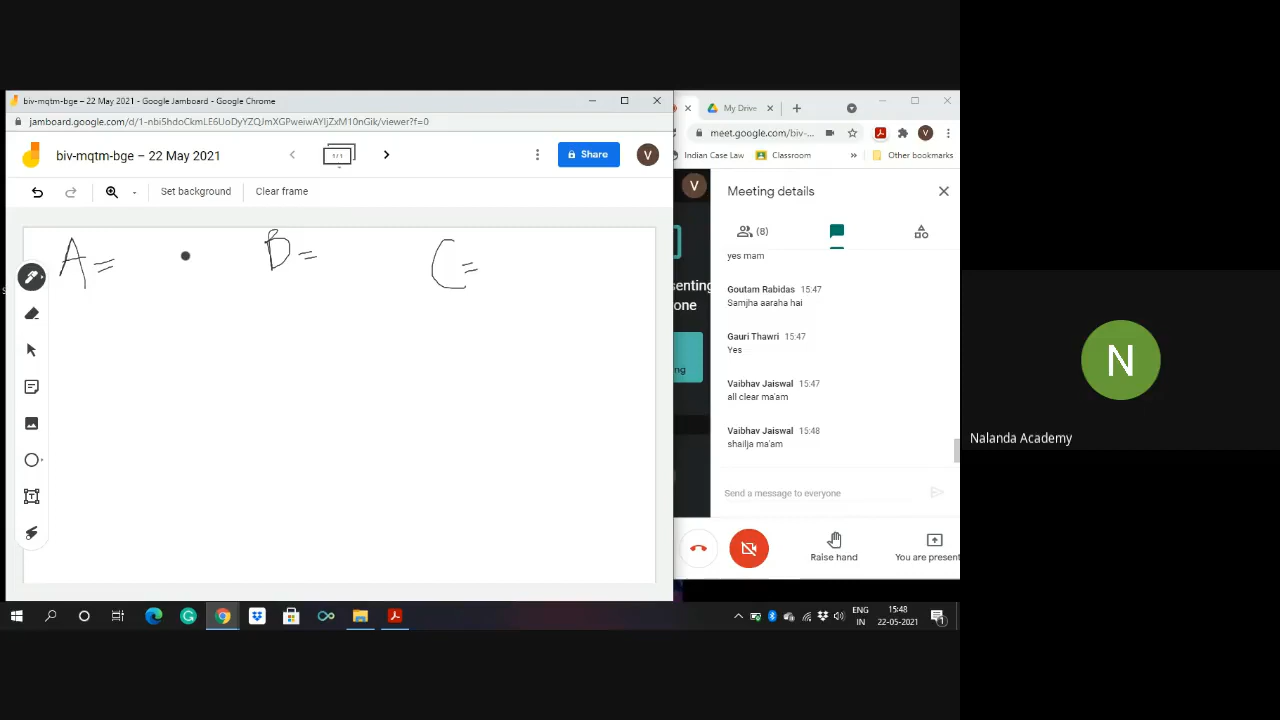 biv-mqtm-bge – 22 May 2021 - Google Jamboard - Google Chrome
jamboard.google.com/d/1-nbi5hdoCkmLE6UoDyYZQJmXGPweiwAYIjZxM10nGik/viewer?f=0
biv-mqtm-bge – 22 May 2021
1/1
Share
V
Set background
Clear frame
A=
B=
C=
My Drive
meet.google.com/biv-...
V
Indian Case Law
Classroom
»
Other bookmarks
V
Meeting details
(8)
yes mam
Goutam Rabidas 15:47
Samjha aaraha hai
Gauri Thawri 15:47
Yes
Vaibhav Jaiswal 15:47
all clear ma'am
Vaibhav Jaiswal 15:48
shailja ma'am
Send a message to everyone
Raise hand
You are present
senting
one
ng
N
Nalanda Academy
ENG
IN
15:48
22-05-2021
1